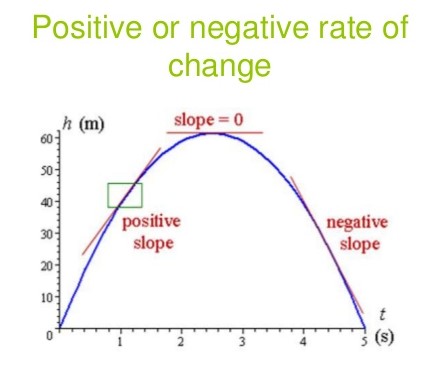 Positive or negative rate of
change
h (m)
slope = 0
60
50
40
positive
slope
negative
slope
30
20
10
0
1
2
3
4
5
t
(s)